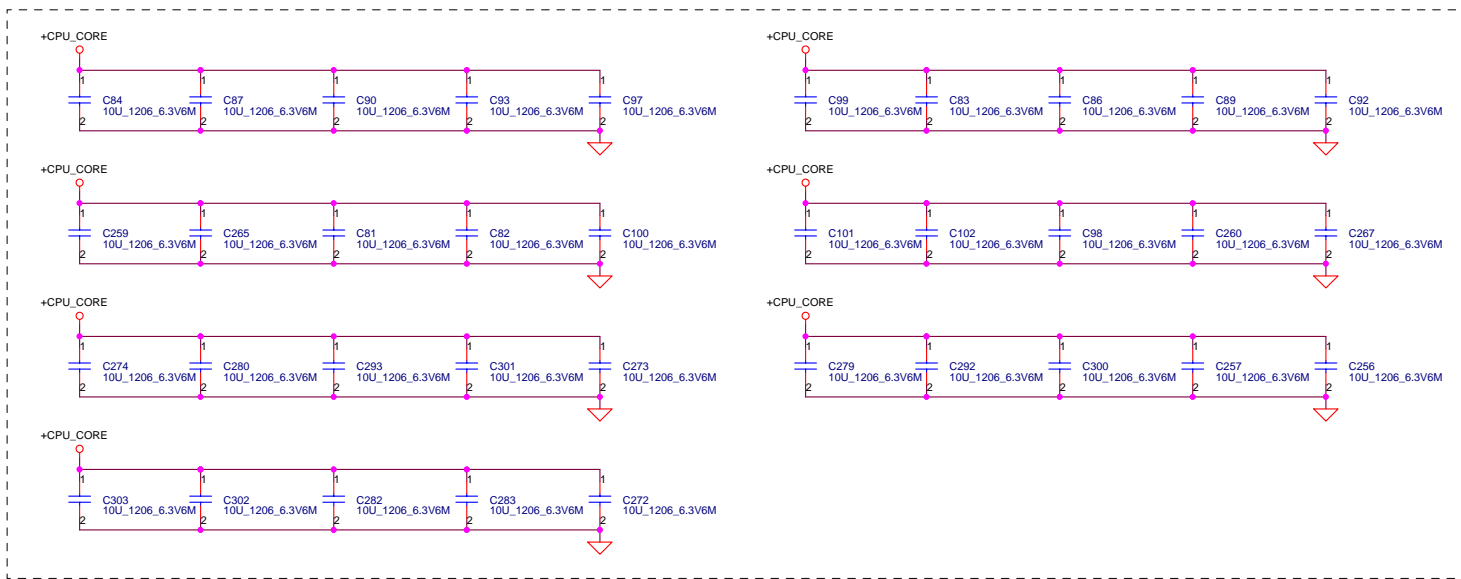 +CPU_CORE
1 1 1 1 1
C84 C87 C90 C93 C97
10U_1206_6.3V6M 10U_1206_6.3V6M 10U_1206_6.3V6M 10U_1206_6.3V6M 10U_1206_6.3V6M
2 2 2 2 2
+CPU_CORE
1 1 1 1 1
C99 C83 C86 C89 C92
10U_1206_6.3V6M 10U_1206_6.3V6M 10U_1206_6.3V6M 10U_1206_6.3V6M 10U_1206_6.3V6M
2 2 2 2 2
+CPU_CORE
1 1 1 1 1
C259 C265 C81 C82 C100
10U_1206_6.3V6M 10U_1206_6.3V6M 10U_1206_6.3V6M 10U_1206_6.3V6M 10U_1206_6.3V6M
2 2 2 2 2
+CPU_CORE
1 1 1 1 1
C101 C102 C98 C260 C267
10U_1206_6.3V6M 10U_1206_6.3V6M 10U_1206_6.3V6M 10U_1206_6.3V6M 10U_1206_6.3V6M
2 2 2 2 2
+CPU_CORE
1 1 1 1 1
C274 C280 C293 C301 C273
10U_1206_6.3V6M 10U_1206_6.3V6M 10U_1206_6.3V6M 10U_1206_6.3V6M 10U_1206_6.3V6M
2 2 2 2 2
+CPU_CORE
1 1 1 1 1
C279 C292 C300 C257 C256
10U_1206_6.3V6M 10U_1206_6.3V6M 10U_1206_6.3V6M 10U_1206_6.3V6M 10U_1206_6.3V6M
2 2 2 2 2
+CPU_CORE
1 1 1 1 1
C303 C302 C282 C283 C272
10U_1206_6.3V6M 10U_1206_6.3V6M 10U_1206_6.3V6M 10U_1206_6.3V6M 10U_1206_6.3V6M
2 2 2 2 2